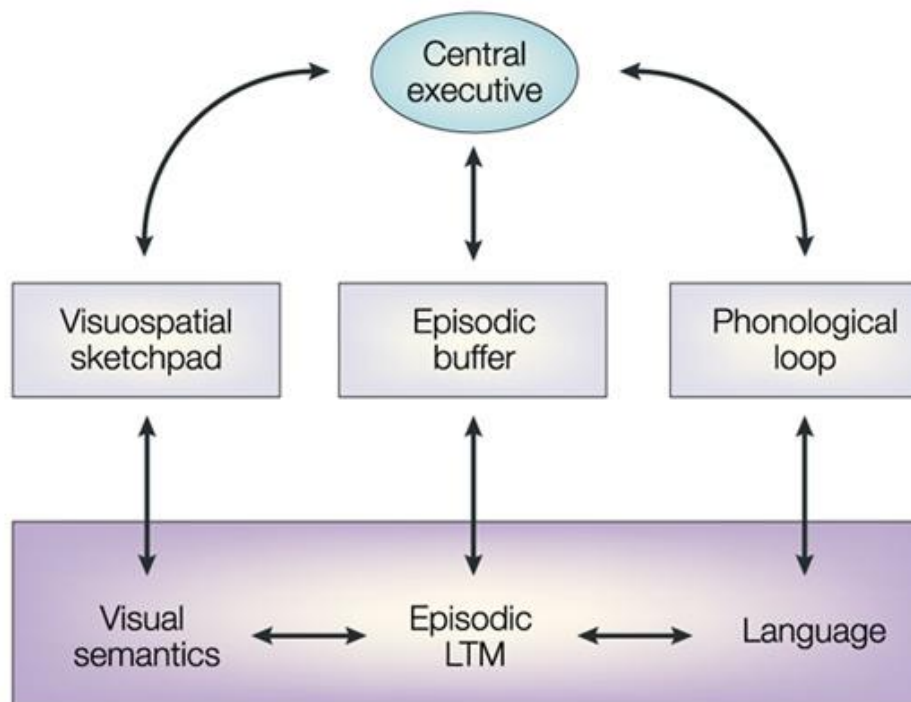 Central
executive
Visuospatial
sketchpad
Episodic
buffer
Phonological
loop
Visual
semantics
Episodic
LTM
Language